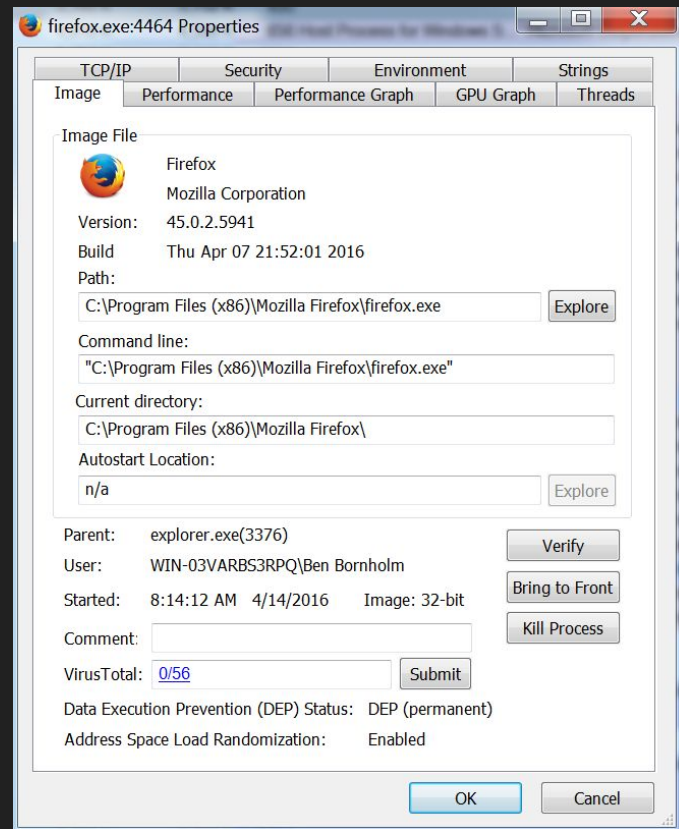 firefox.exe:4464 Properties
TCP/IP Security Environment Strings
Image Performance Performance Graph GPU Graph Threads
Image File
Firefox
Mozilla Corporation
Version: 45.0.2.5941
Build Thu Apr 07 21:52:01 2016
Path:
C:\Program Files (x86)\Mozilla Firefox\firefox.exe Explore
Command line:
"C:\Program Files (x86)\Mozilla Firefox\firefox.exe"
Current directory:
C:\Program Files (x86)\Mozilla Firefox\
Autostart Location:
n/a Explore
Parent: explorer.exe(3376)
Verify
User: WIN-03VARBS3RPQ\Ben Bornholm
Bring to Front
Started: 8:14:12 AM 4/14/2016 Image: 32-bit
Kill Process
Comment:
VirusTotal: 0/56 Submit
Data Execution Prevention (DEP) Status: DEP (permanent)
Address Space Load Randomization: Enabled
OK Cancel